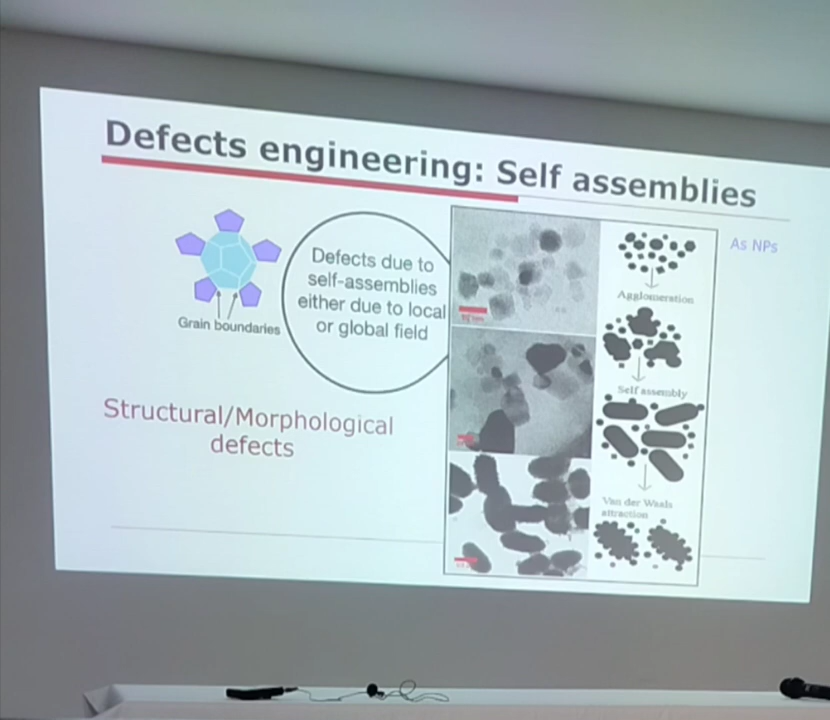 Defects engineering: Self assemblies
Grain boundaries
Defects due to
self-assemblies
either due to local
or global field
Structural/Morphological
defects
As NPs
Agglomeration
Self assembly
Van der Waals
attraction